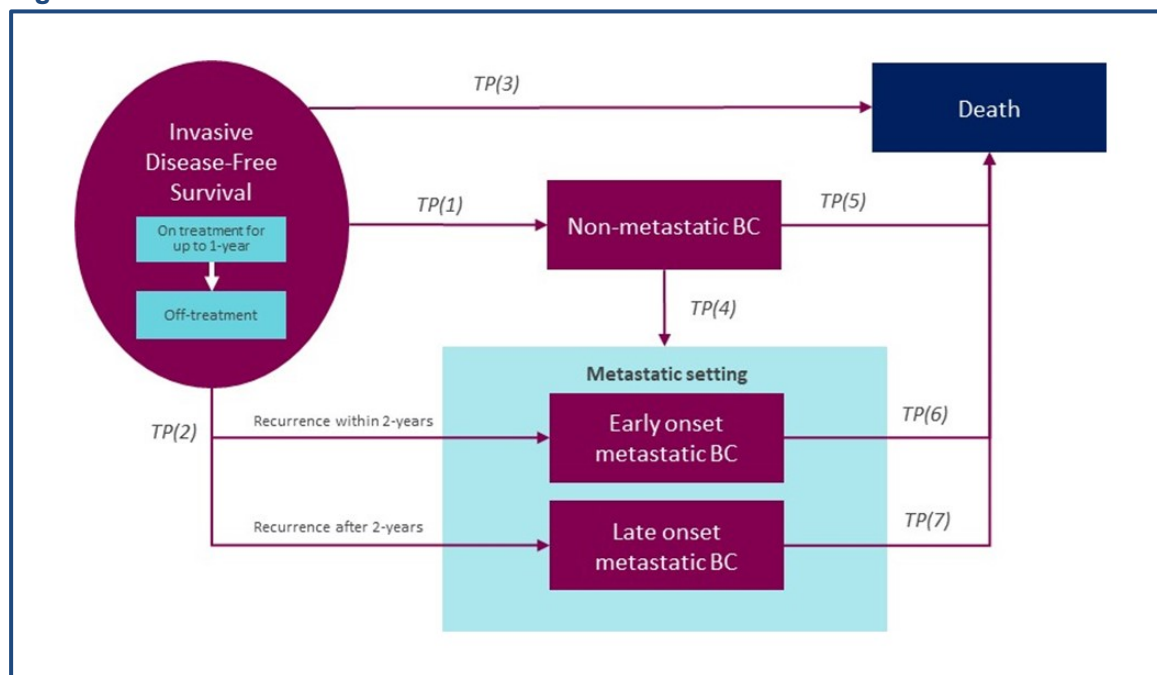 TP(3)
Death
Invasive
Disease-Free
Survival
On treatment for
up to 1-year
Off-treatment
TP(1)
Non-metastatic BC
TP(5)
TP(4)
Metastatic setting
TP(2)
Recurrence within 2-years
Early onset
metastatic BC
TP(6)
Recurrence after 2-years
Late onset
metastatic BC
TP(7)